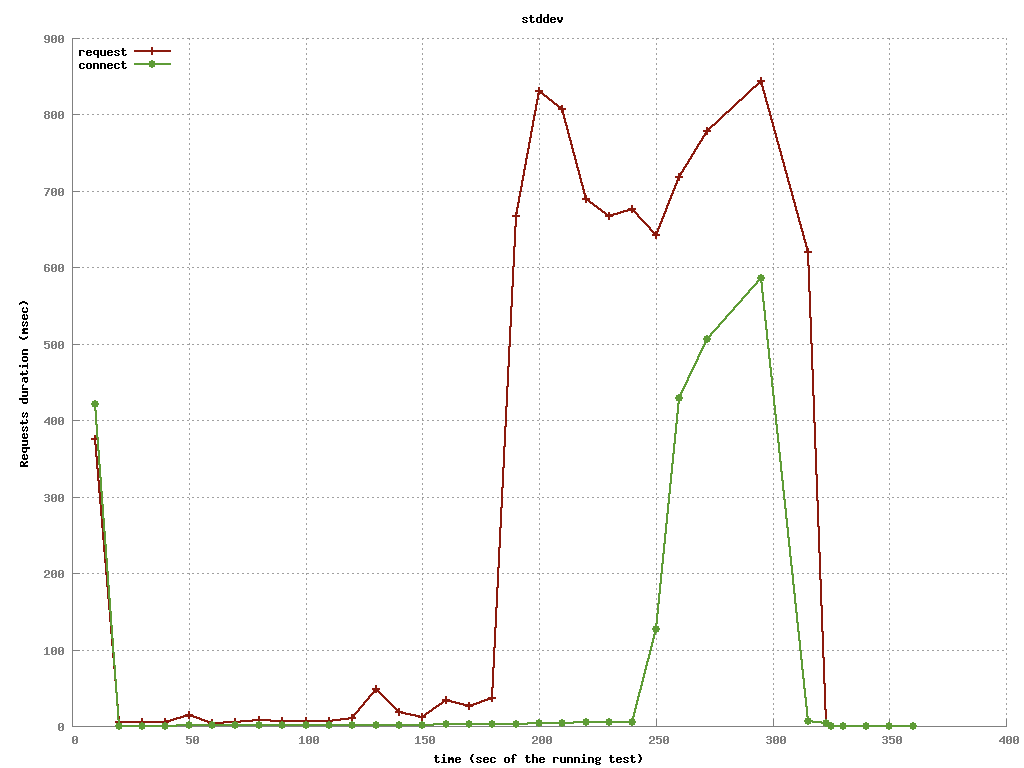 stddev
900
800
700
600
500
400
300
200
100
0
request
connect
Requests duration (msec)
0 50 100 150 200 250 300 350 400
time (sec of the running test)